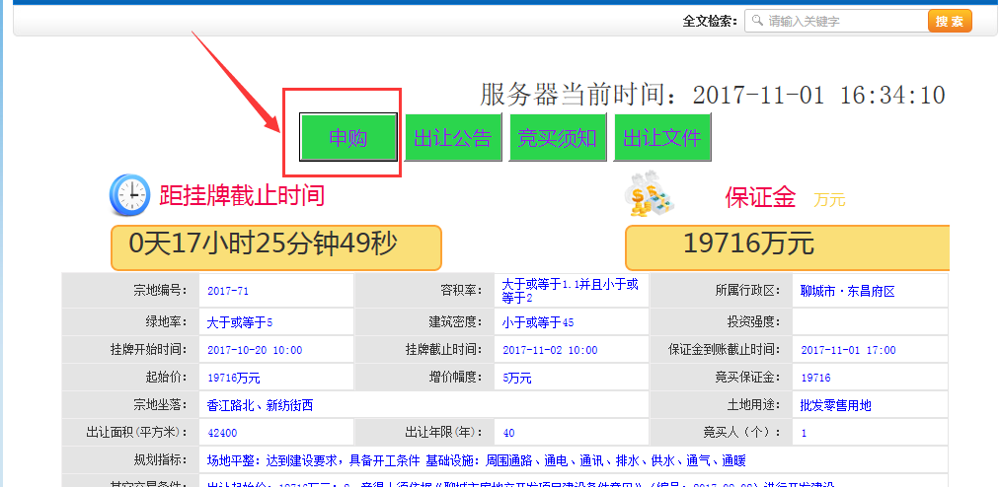 全文检索: 请输入关键字 搜 索
服务器当前时间: 2017-11-01 16:34:10
申购 出让公告 竞买须知 出让文件
距挂牌截止时间 保证金 万元
0天17小时25分钟49秒 19716万元
宗地编号: 2017-71 容积率: 大于或等于1.1并且小于或等于2 所属行政区: 聊城市·东昌府区
绿地率: 大于或等于5 建筑密度: 小于或等于45 投资强度:
挂牌开始时间: 2017-10-20 10:00 挂牌截止时间: 2017-11-02 10:00 保证金到账截止时间: 2017-11-01 17:00
起始价: 19716万元 增价幅度: 5万元 竞买保证金: 19716
宗地坐落: 香江路北、新纺街西 土地用途: 批发零售用地
出让面积(平方米): 42400 出让年限(年): 40 竞买人（个）: 1
规划指标: 场地平整: 达到建设要求，具备开工条件 基础设施: 周围通路、通电、通讯、排水、供水、通气、通暖